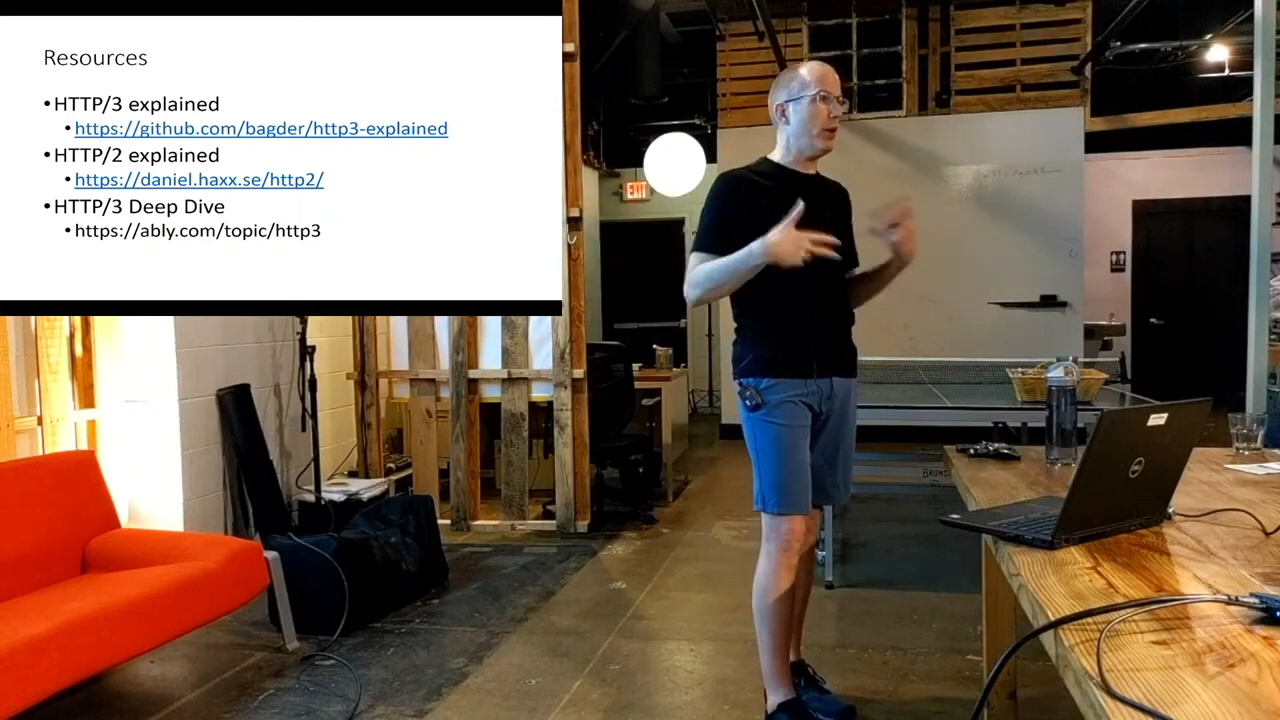 Resources
•HTTP/3 explained
•https://github.com/bagder/http3-explained
•HTTP/2 explained
•https://daniel.haxx.se/http2/
•HTTP/3 Deep Dive
•https://ably.com/topic/http3
EXIT
DELL